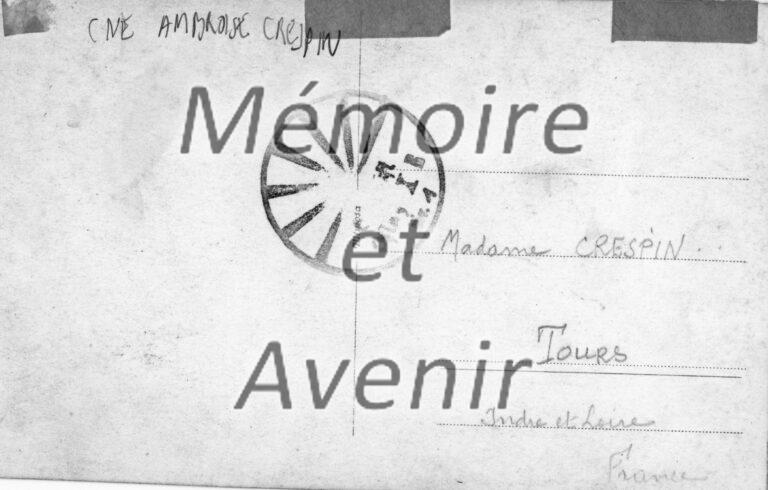 CNE AMBROISE CRESPIN
Mémoire
et
Avenir
Madame CRESPIN
TOURS
Indre et Loire
France